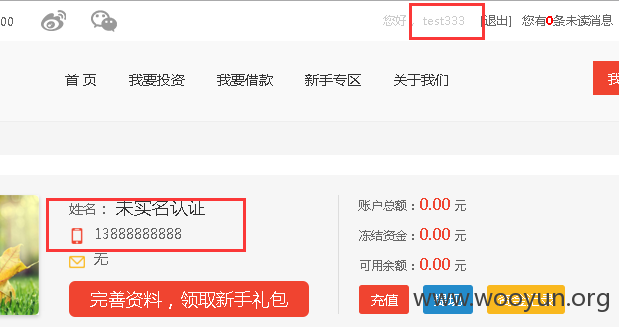 00
您好， test333 [退出] 您有0条未读消息
首 页 我要投资 我要借款 新手专区 关于我们
我
姓名： 未实名认证
13888888888
无
完善资料，领取新手礼包
账户总额：0.00 元
冻结资金：0.00 元
可用余额：0.00 元
充值 提现
www.wooyun.org